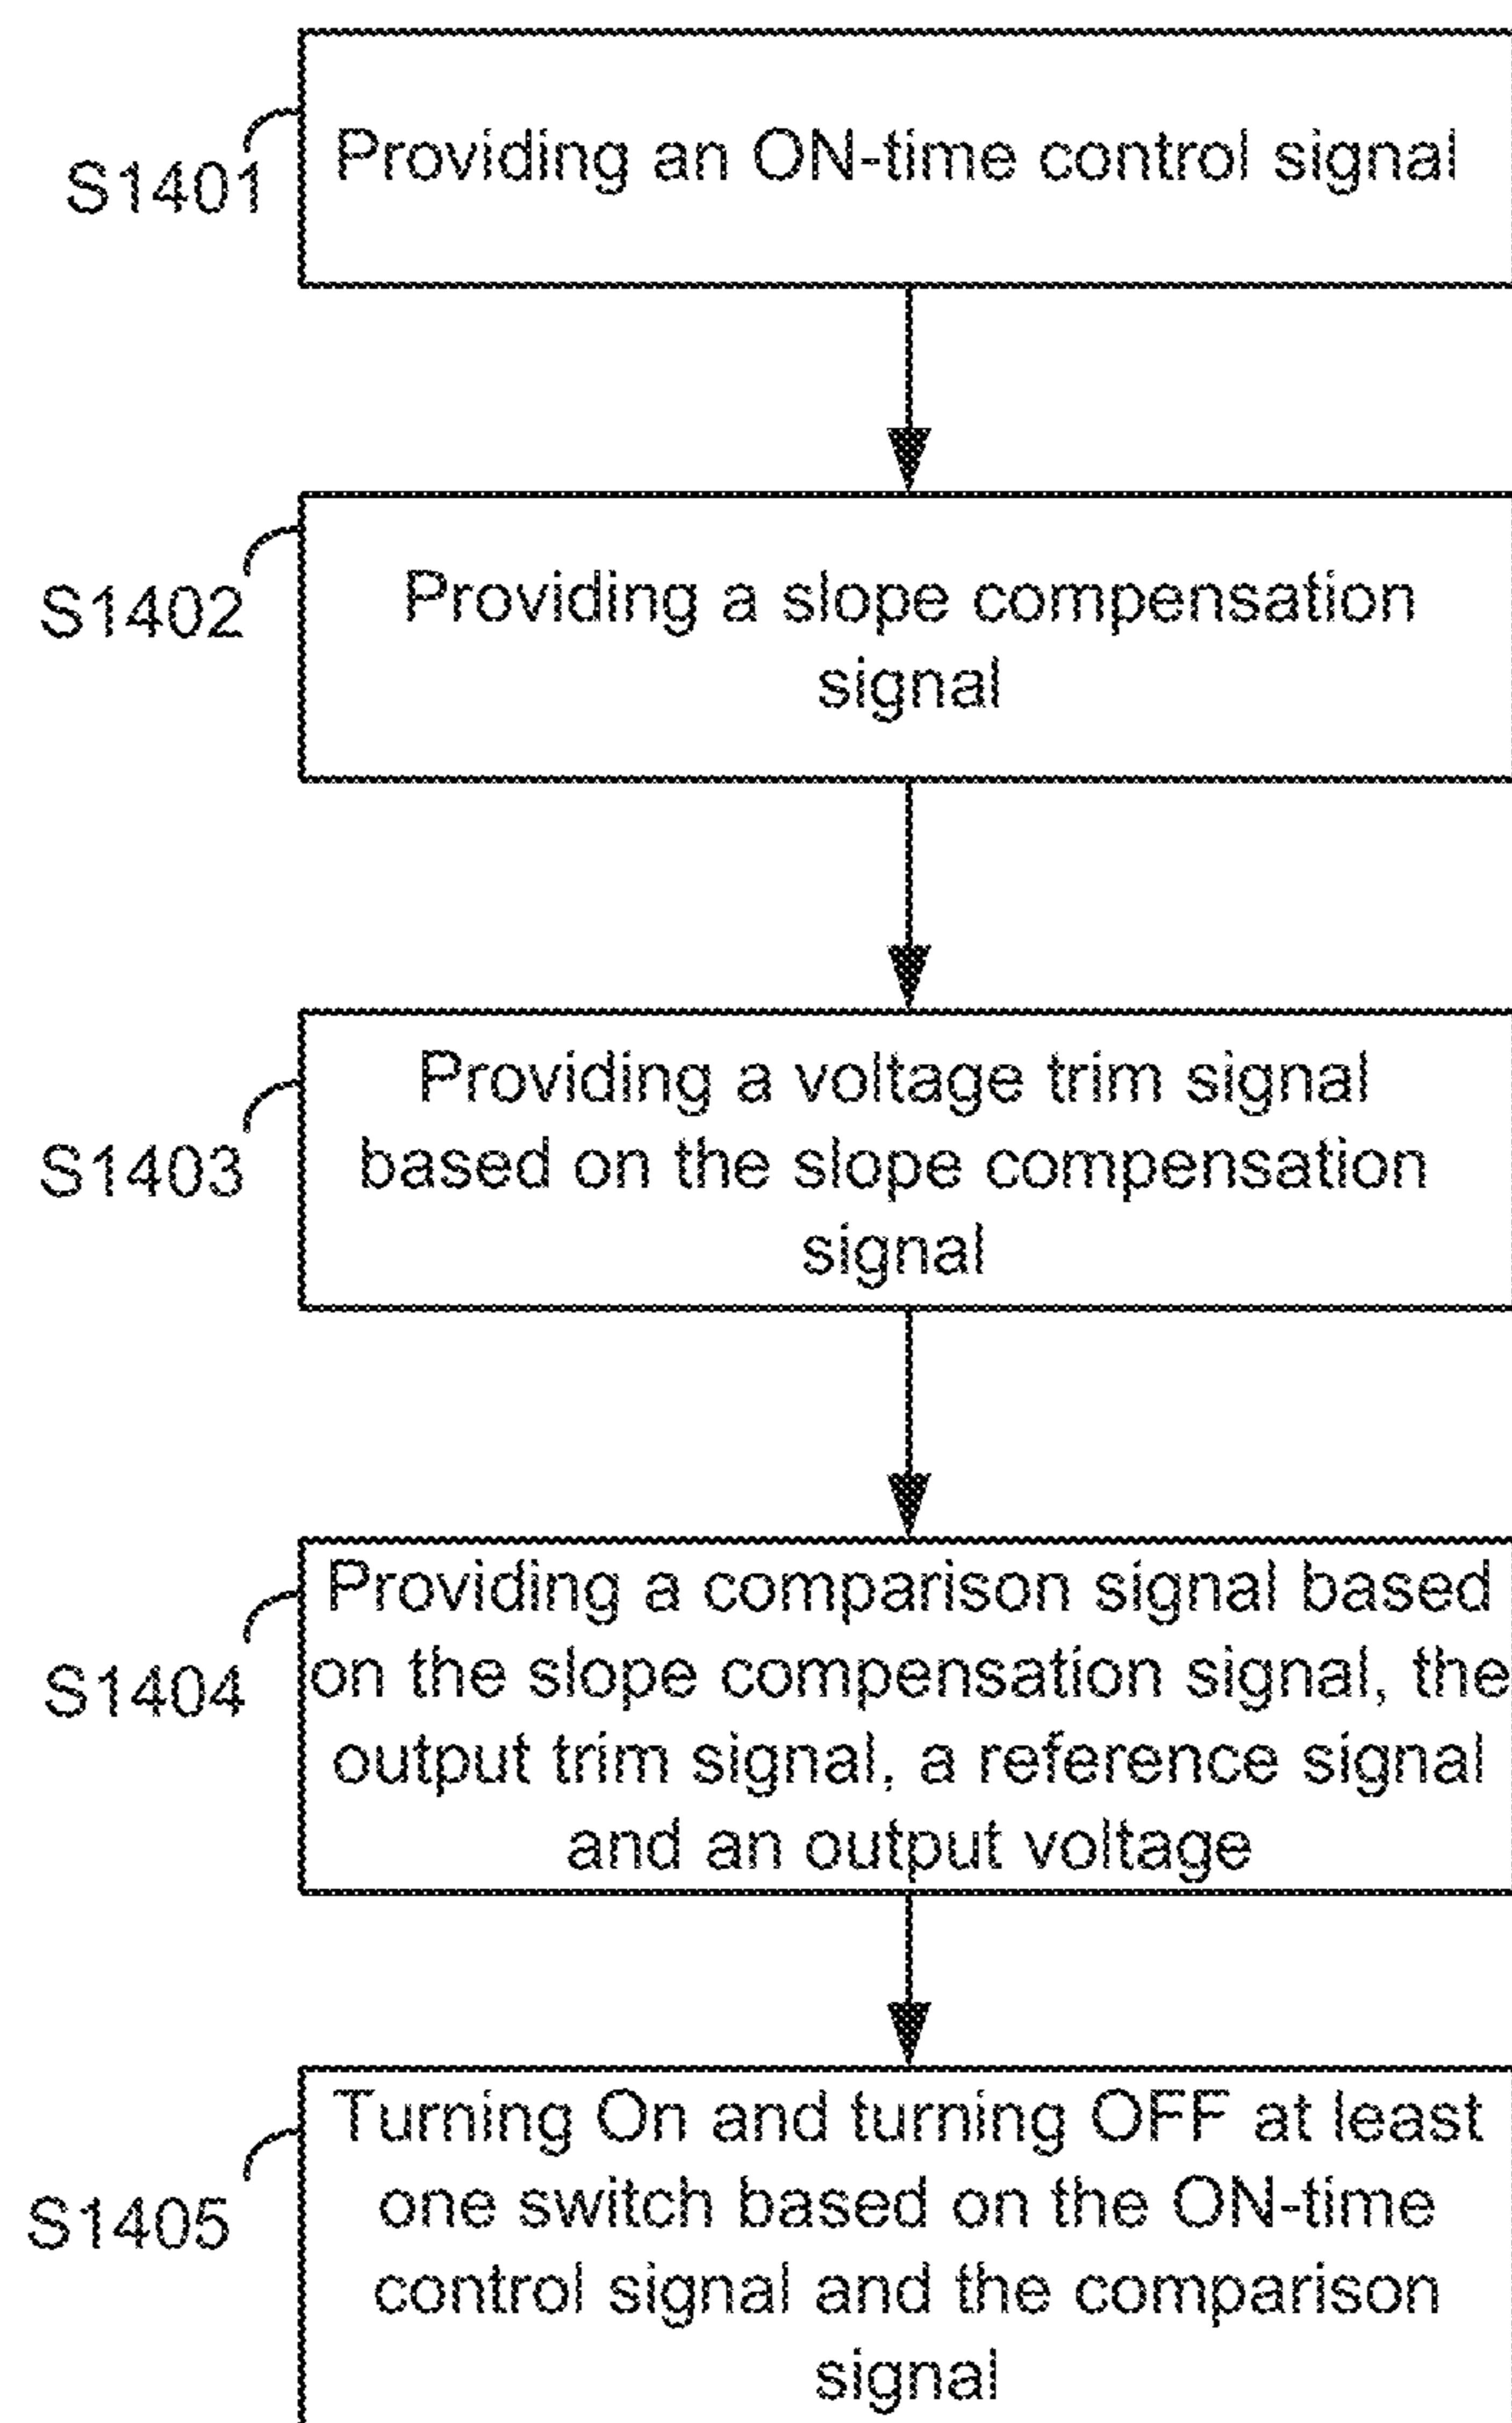 S1401
Providing an ON-time control signal
S1402
Providing a slope compensation
signal
S1403
Providing a voltage trim signal
based on the slope compensation
signal
S1404
Providing a comparison signal based
on the slope compensation signal, the
output trim signal, a reference signal
and an output voltage
S1405
Turning On and turning OFF at least
one switch based on the ON-time
control signal and the comparison
signal